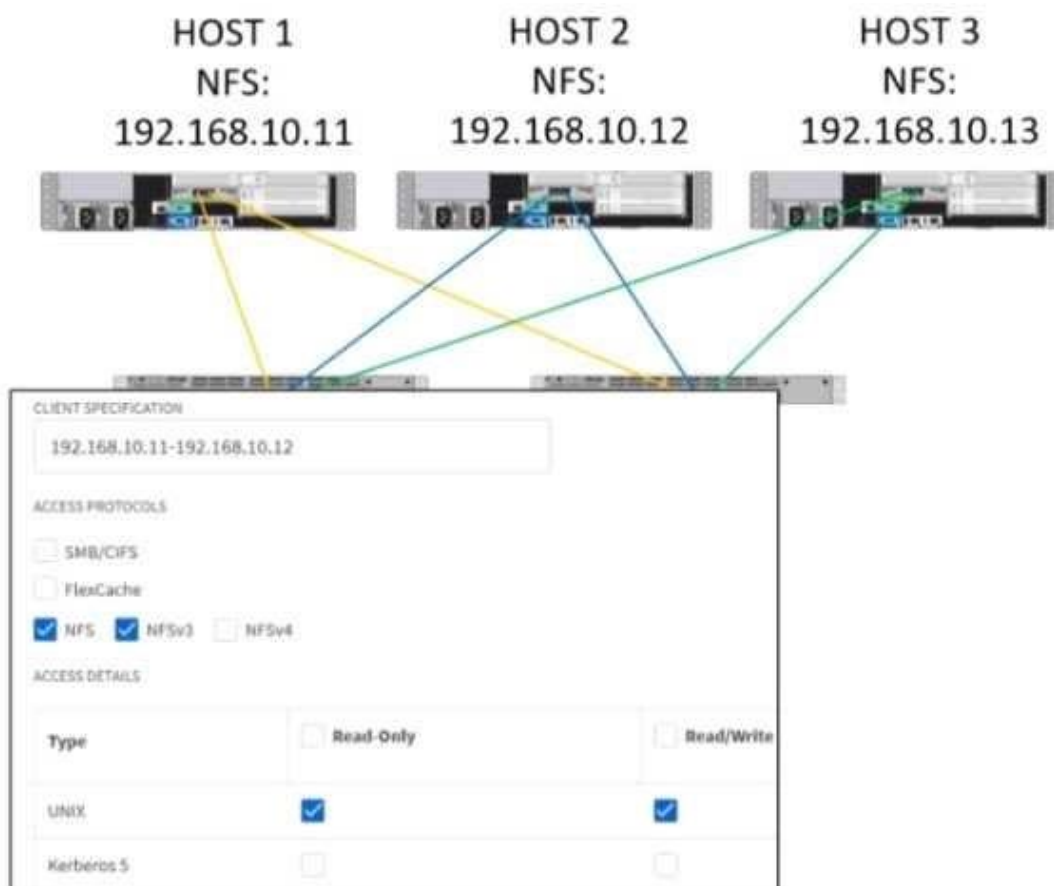 HOST 1
NFS:
192.168.10.11
HOST 2
NFS:
192.168.10.12
HOST 3
NFS:
192.168.10.13
CLIENT SPECIFICATION
192.168.10.11-192.168.10.12
ACCESS PROTOCOLS
SMB/CIFS
FlexCache
NFS NFSv3 NFSv4
ACCESS DETAILS
Type Read-Only Read/Write
UNIX
Kerberos 5